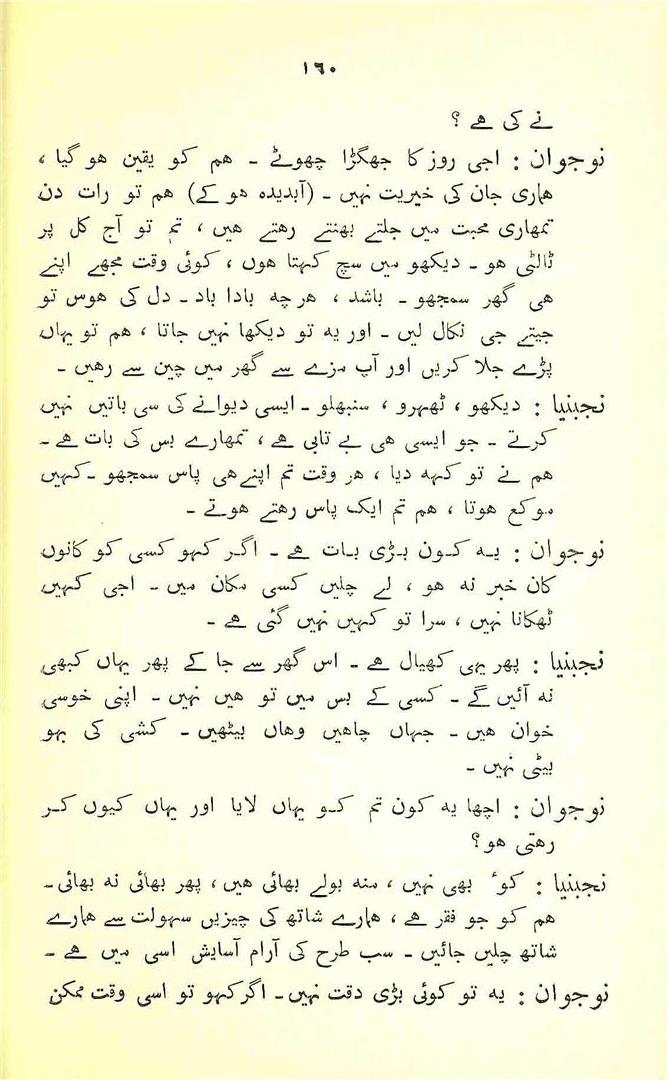 ۱٦۰
نے کی ہے ؟
نوجوان : اجی روز کا جھگڑا چھوٹے ۔ ہم کو یقین ہو گیا ،
ہماری جان کی خیریت نہیں ۔ (آبدیدہ ہو کے) ہم تو رات دن
تمھاری محبت میں جلتے بھنتے رہتے ہیں ، تم تو آج کل پر
ٹالتی ہو ۔ دیکھو میں سچ کہتا ہوں ، کوئی وقت مجھے اپنے
ہی گھر سمجھو ۔ باشد ، ہرچہ بادا باد ۔ دل کی ہوس تو
جیتے جی نکال لیں ۔ اور یہ تو دیکھا نہیں جاتا ، ہم تو یہاں
پڑے جلا کریں اور آپ مزے سے گھر میں چین سے رہیں ۔
نجبنیا : دیکھو ، ٹھہرو ، سنبھلو ۔ ایسی دیوانے کی سی باتیں نہیں
کرتے ۔ جو ایسی ہی بے تابی ہے ، تمھارے بس کی بات ہے ۔
ہم نے تو کہہ دیا ، ہر وقت تم اپنے ہی پاس سمجھو ۔ کہیں
موکع ہوتا ، ہم تم ایک پاس رہتے ہوتے ۔
نوجوان : یہ کون بڑی بات ہے ۔ اگر کہو کسی کو کانوں
کان خبر نہ ہو ، لے چلیں کسی مکان میں ۔ اجی کہیں
ٹھکانا نہیں ، سرا تو کہیں نہیں گئی ہے ۔
نجبنیا : پھر یہی کھیال ہے ۔ اس گھر سے جا کے پھر یہاں کبھی
نہ آئیں گے ۔ کسی کے بس میں تو ہیں نہیں ۔ اپنی خوسی
خوان ہیں ۔ جہاں چاہیں وہاں بیٹھیں ۔ کشی کی بہو
بیٹی نہیں ۔
نوجوان : اچھا یہ کون تم کو یہاں لایا اور یہاں کیوں کر
رہتی ہو ؟
نجبنیا : کوٴ بھی نہیں ، منہ بولے بھائی ہیں ، پھر بھائی نہ بھائی ۔
ہم کو جو فقر ہے ، ہمارے شاتھ کی چیزیں سہولت سے ہمارے
شاتھ چلیں جائیں ۔ سب طرح کی آرام آسایش اسی میں ہے ۔
نوجوان : یہ تو کوئی بڑی دقت نہیں ۔ اگر کہو تو اسی وقت ممکن